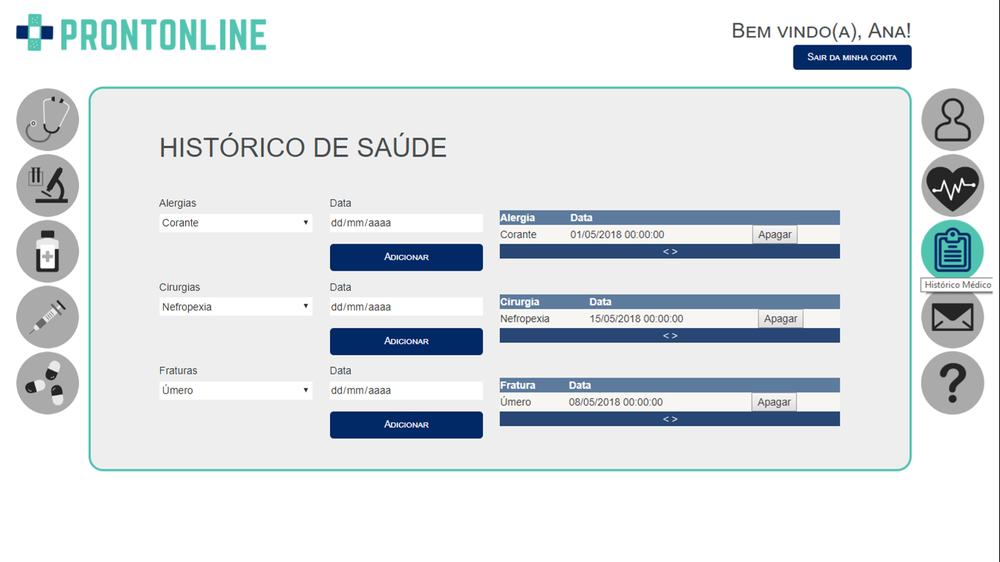 PRONTONLINE
Bem vindo(a), Ana!
Sair da minha conta
HISTÓRICO DE SAÚDE
Alergias Data
Corante dd/mm/aaaa
Adicionar
Alergia Data
Corante 01/05/2018 00:00:00 Apagar
< >
Cirurgias Data
Nefropexia dd/mm/aaaa
Adicionar
Cirurgia Data
Nefropexia 15/05/2018 00:00:00 Apagar
< >
Fraturas Data
Úmero dd/mm/aaaa
Adicionar
Fratura Data
Úmero 08/05/2018 00:00:00 Apagar
< >
Histórico Médico
?